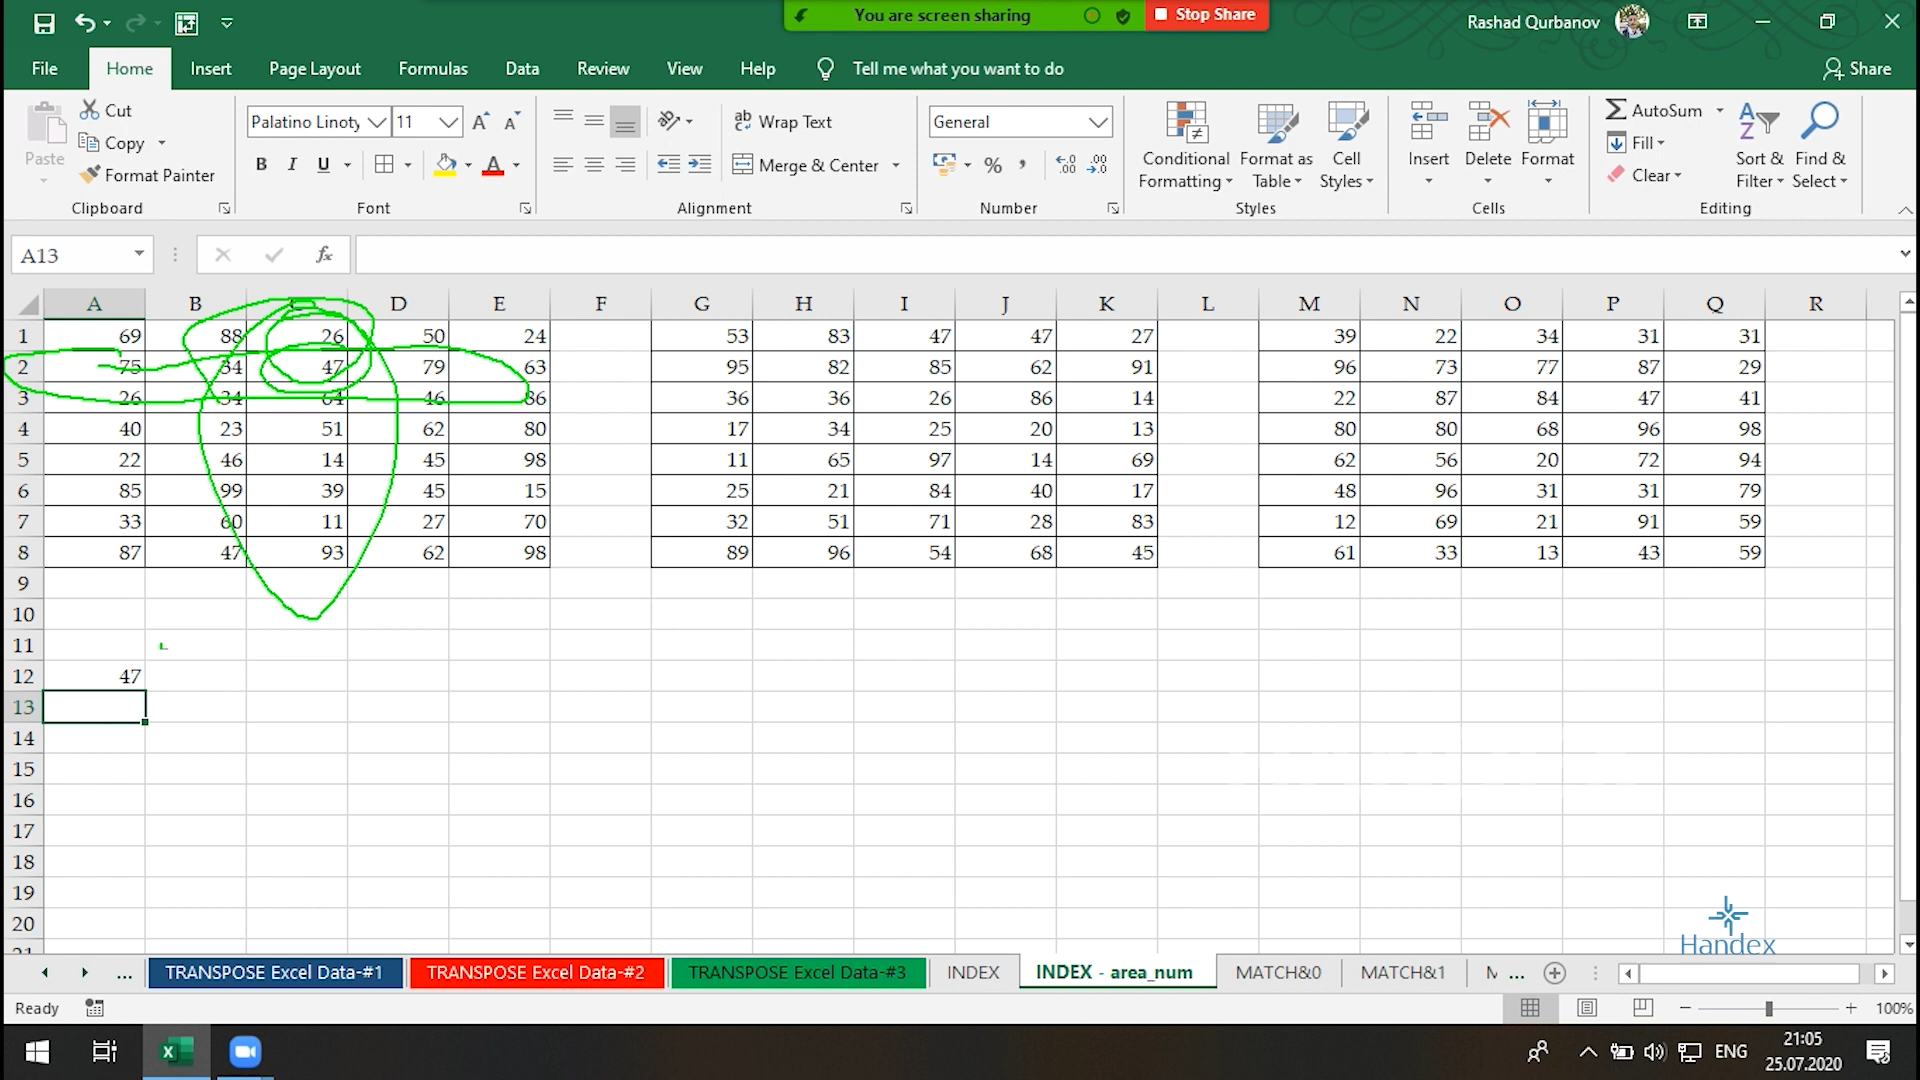 You are screen sharing Stop Share Rashad Qurbanov
File Home Insert Page Layout Formulas Data Review View Help Tell me what you want to do Share
Paste Cut Copy Format Painter Clipboard
Palatino Linoty 11 B I U Font
Wrap Text Merge & Center Alignment
General % Number
Conditional Formatting Format as Table Cell Styles Styles
Insert Delete Format Cells
AutoSum Fill Clear Sort & Filter Find & Select Editing
A13 fx
A B C D E F G H I J K L M N O P Q R
1 69 88 26 50 24 53 83 47 47 27 39 22 34 31 31
2 75 34 47 79 63 95 82 85 62 91 96 73 77 87 29
3 26 34 64 46 86 36 36 26 86 14 22 87 84 47 41
4 40 23 51 62 80 17 34 25 20 13 80 80 68 96 98
5 22 46 14 45 98 11 65 97 14 69 62 56 20 72 94
6 85 99 39 45 15 25 21 84 40 17 48 96 31 31 79
7 33 60 11 27 70 32 51 71 28 83 12 69 21 91 59
8 87 47 93 62 98 89 96 54 68 45 61 33 13 43 59
9
10
11
12 47
13
14
15
16
17
18
19
20
21
Handex
... TRANSPOSE Excel Data-#1 TRANSPOSE Excel Data-#2 TRANSPOSE Excel Data-#3 INDEX INDEX - area_num MATCH&0 MATCH&1 M ...
Ready 100%
ENG 21:05
25.07.2020